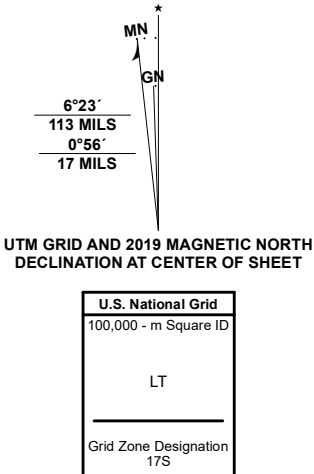 MN
GN
6°23´
113 MILS
0°56´
17 MILS
UTM GRID AND 2019 MAGNETIC NORTH
DECLINATION AT CENTER OF SHEET
U.S. National Grid
100,000 - m Square ID
LT
Grid Zone Designation
17S